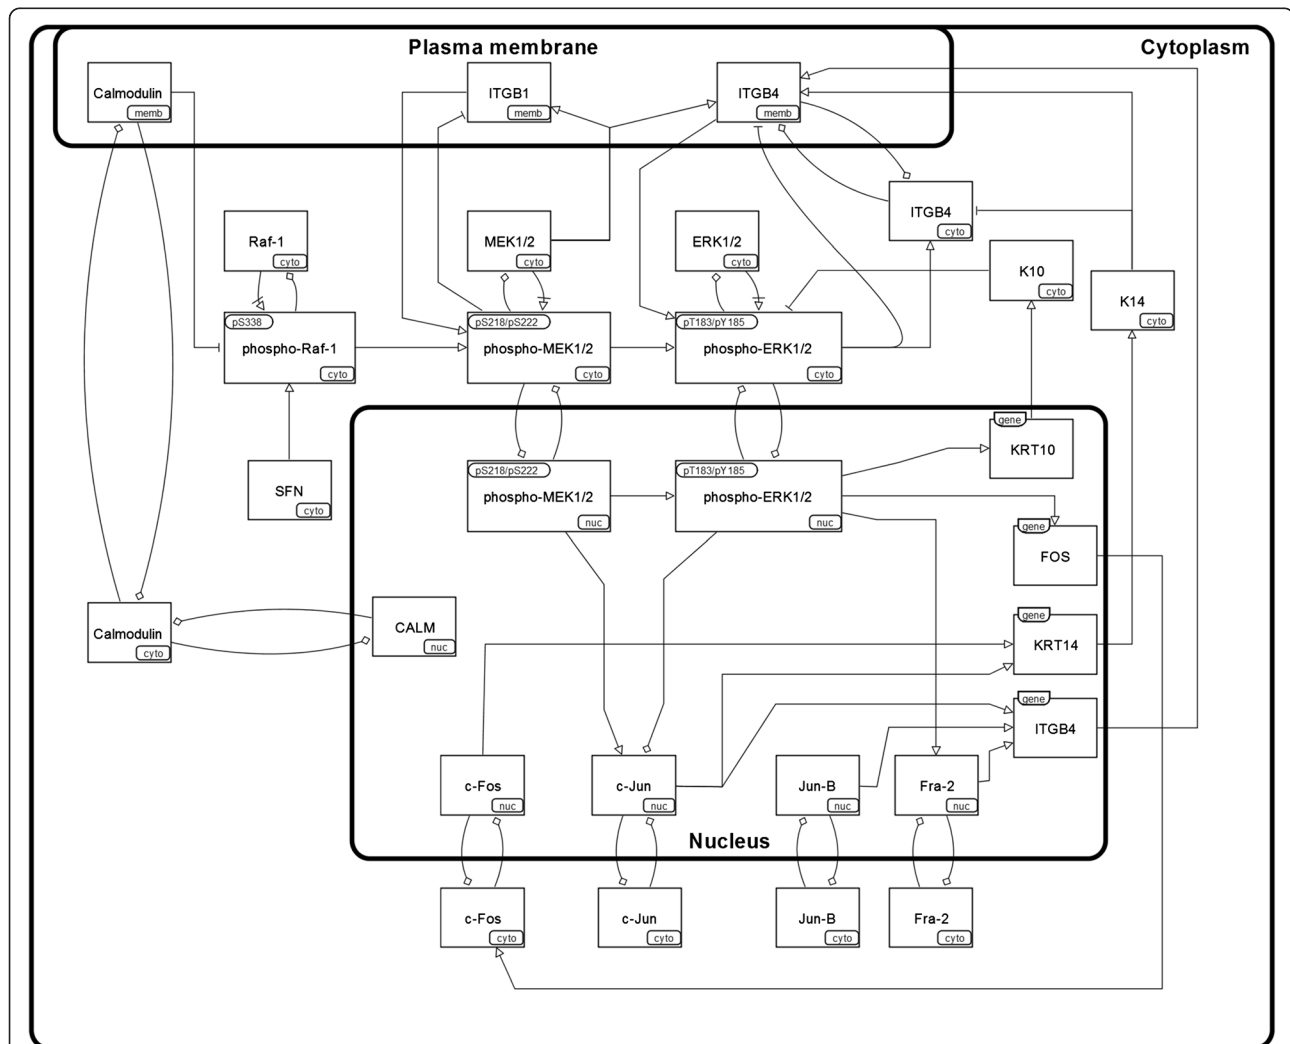 Plasma membrane
Cytoplasm
Calmodulin
memb
ITGB1
memb
ITGB4
memb
ITGB4
cyto
Raf-1
cyto
MEK1/2
cyto
ERK1/2
cyto
K10
cyto
K14
cyto
pS338
phospho-Raf-1
cyto
pS218/pS222
phospho-MEK1/2
cyto
pT183/pY185
phospho-ERK1/2
cyto
gene
KRT10
SFN
cyto
pS218/pS222
phospho-MEK1/2
nuc
pT183/pY185
phospho-ERK1/2
nuc
gene
FOS
Calmodulin
cyto
CALM
nuc
gene
KRT14
gene
ITGB4
c-Fos
nuc
c-Jun
nuc
Jun-B
nuc
Fra-2
nuc
Nucleus
c-Fos
cyto
c-Jun
cyto
Jun-B
cyto
Fra-2
cyto